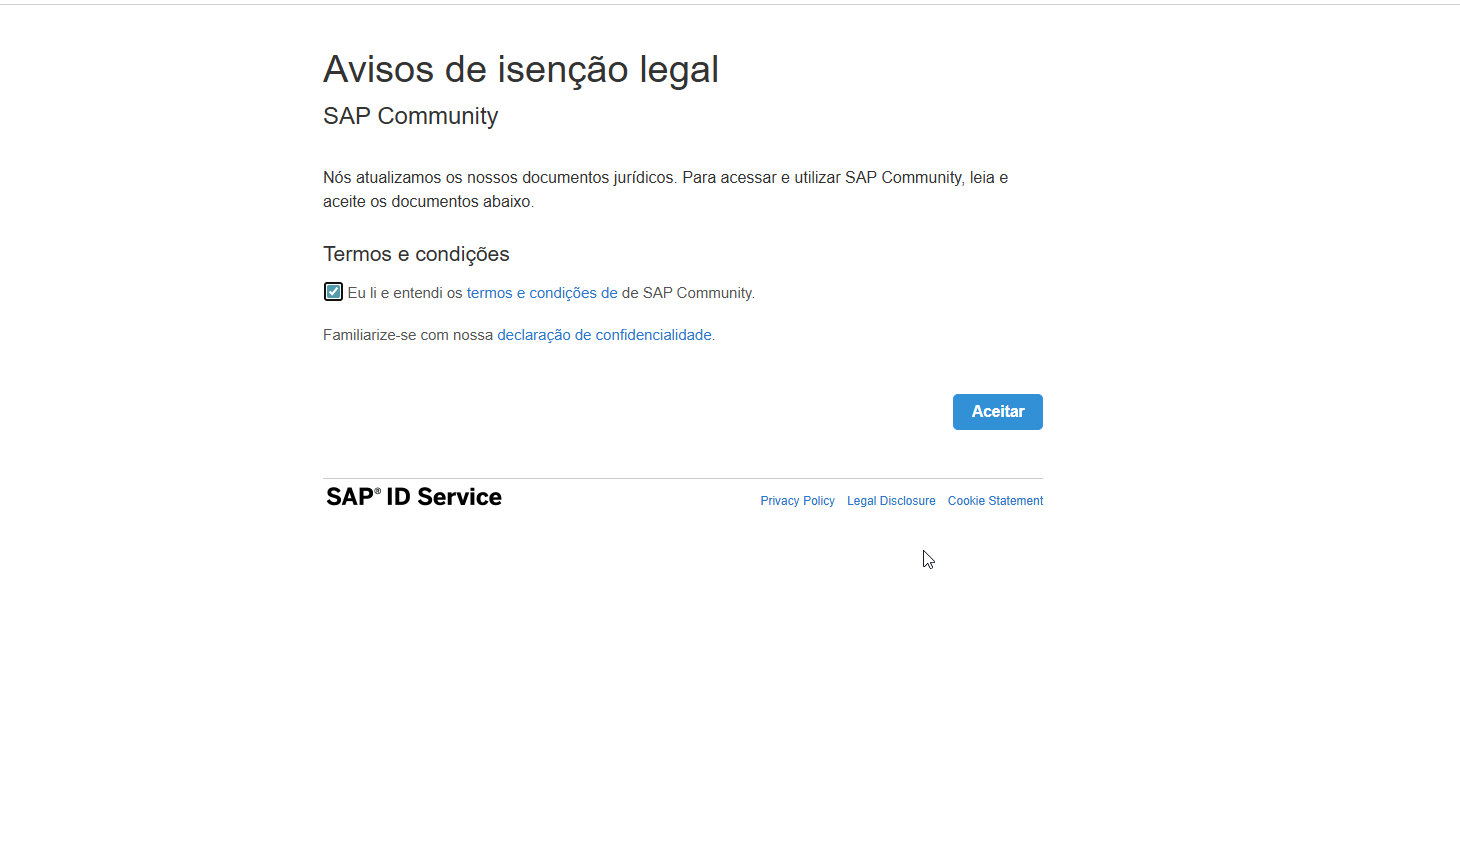 Avisos de isenção legal
SAP Community
Nós atualizamos os nossos documentos jurídicos. Para acessar e utilizar SAP Community, leia e
aceite os documentos abaixo.
Termos e condições
Eu li e entendi os termos e condições de de SAP Community.
Familiarize-se com nossa declaração de confidencialidade.
Aceitar
SAP® ID Service
Privacy Policy Legal Disclosure Cookie Statement